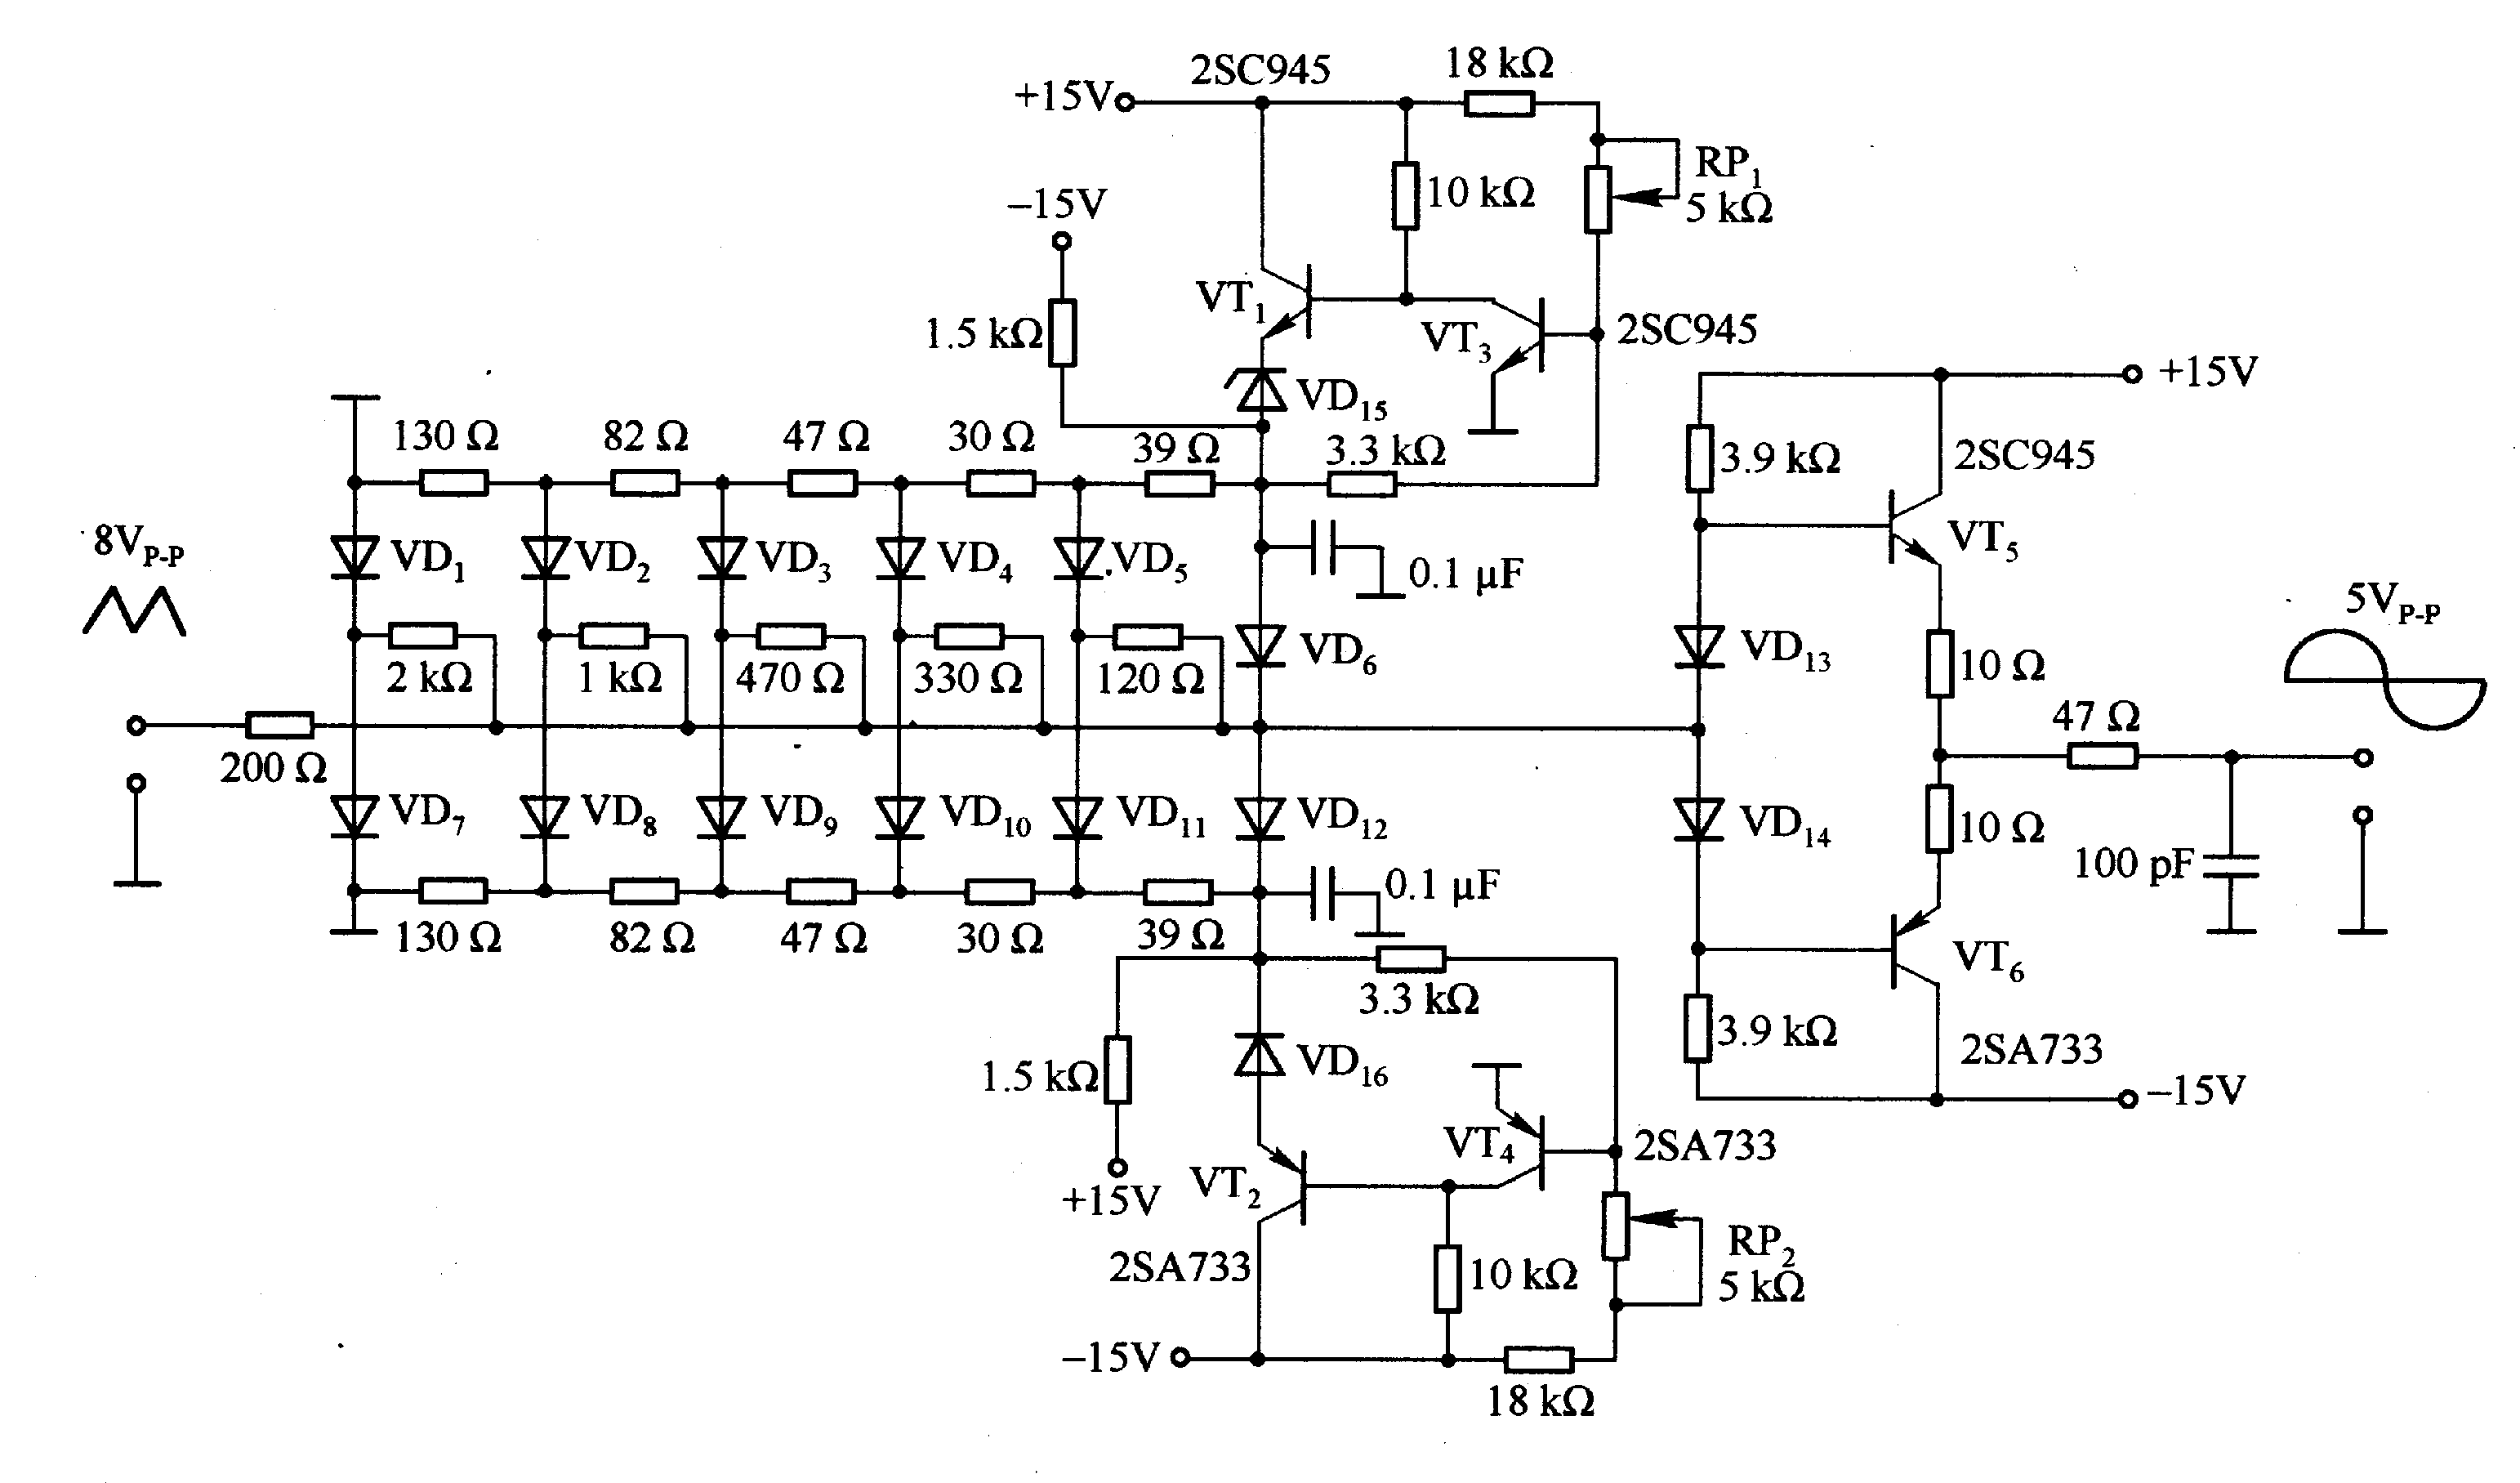 2SC945
18 kΩ
+15V
RP1
5 kΩ
10 kΩ
−15V
VT1
VT3
2SC945
1.5 kΩ
VD15
+15V
130 Ω
82 Ω
47 Ω
30 Ω
39 Ω
3.3 kΩ
3.9 kΩ
2SC945
8VP-P
VD1
VD2
VD3
VD4
VD5
0.1 μF
VT5
5VP-P
VD6
VD13
10 Ω
2 kΩ
1 kΩ
470 Ω
330 Ω
120 Ω
47 Ω
200 Ω
VD7
VD8
VD9
VD10
VD11
VD12
VD14
10 Ω
100 pF
0.1 μF
130 Ω
82 Ω
47 Ω
30 Ω
39 Ω
VT6
3.3 kΩ
3.9 kΩ
2SA733
1.5 kΩ
VD16
−15V
VT4
2SA733
+15V
VT2
2SA733
10 kΩ
RP2
5 kΩ
−15V
18 kΩ